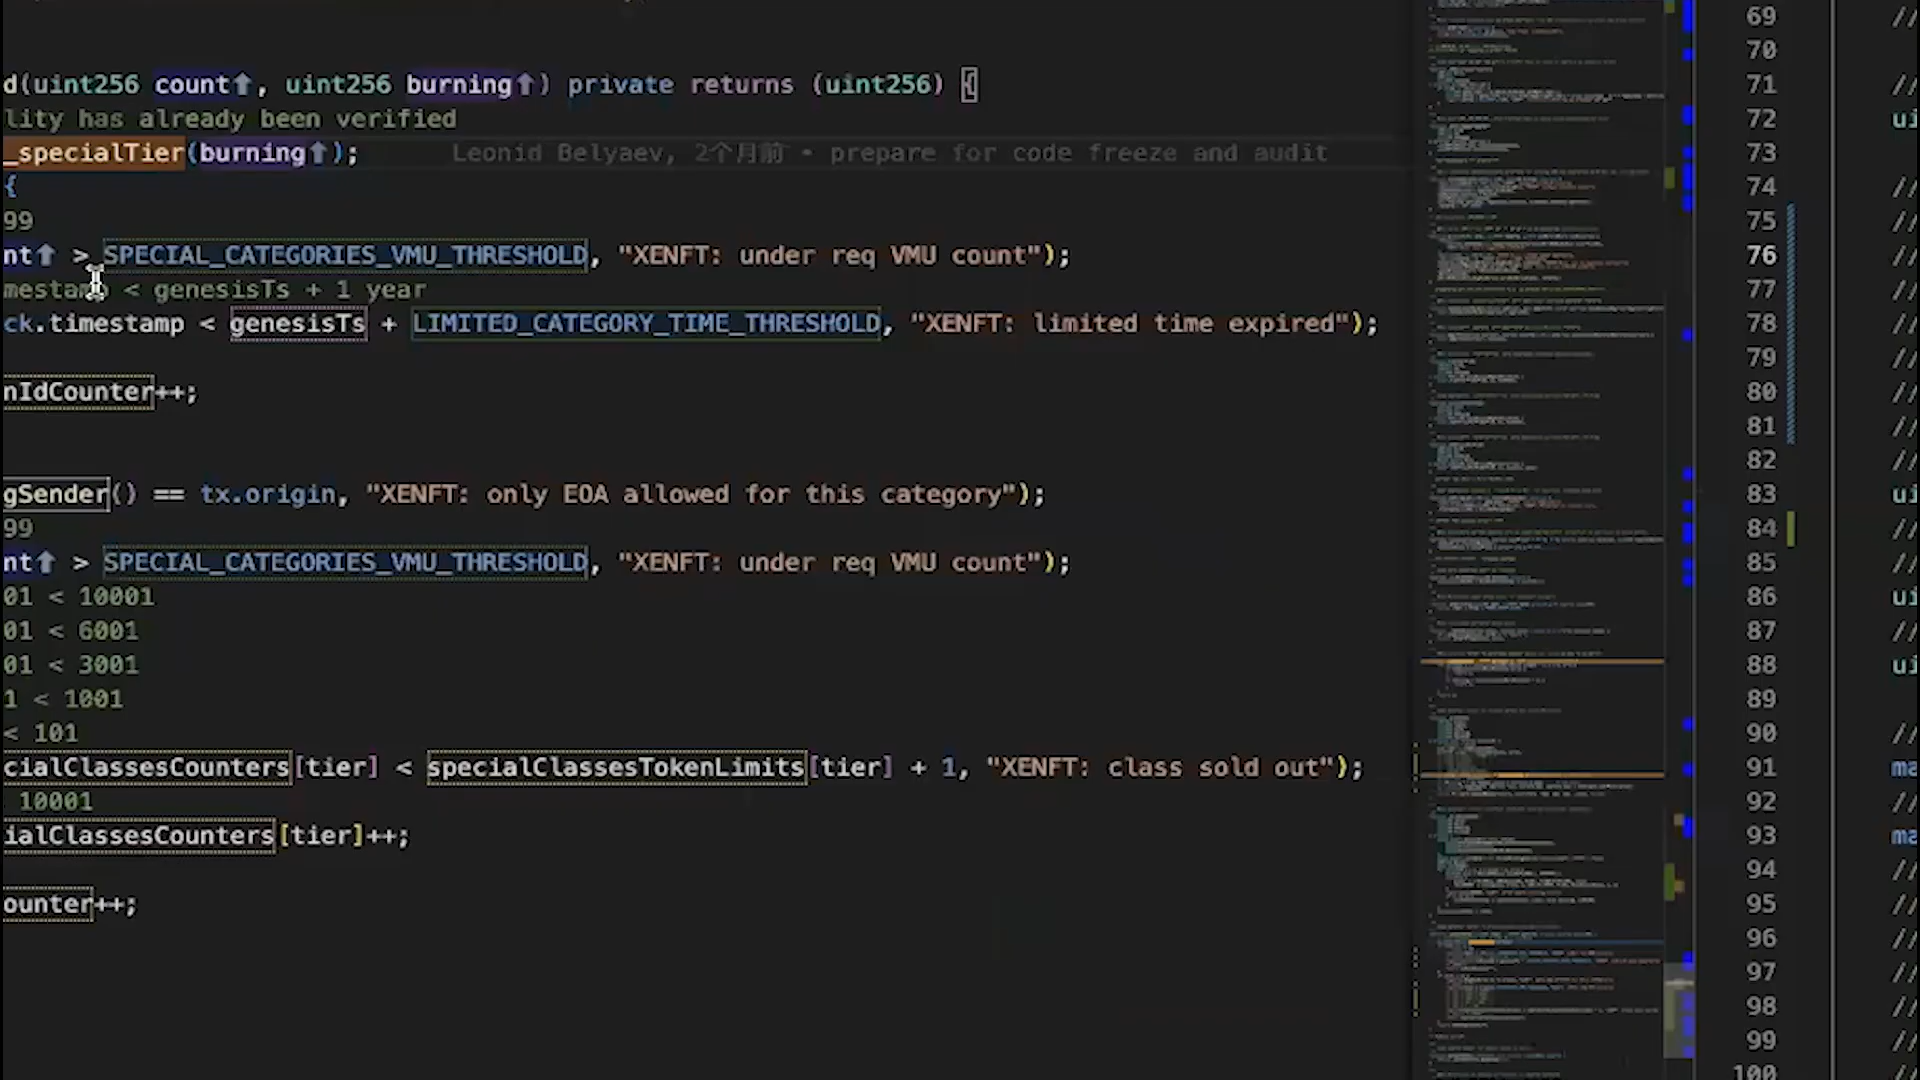 d(uint256 count⬆, uint256 burning⬆) private returns (uint256) {
lity has already been verified
_specialTier(burning⬆); Leonid Belyaev, 2个月前 • prepare for code freeze and audit
{
99
nt⬆ > SPECIAL_CATEGORIES_VMU_THRESHOLD, "XENFT: under req VMU count");
mestamp < genesisTs + 1 year
ck.timestamp < genesisTs + LIMITED_CATEGORY_TIME_THRESHOLD, "XENFT: limited time expired");
nIdCounter++;
gSender() == tx.origin, "XENFT: only EOA allowed for this category");
99
nt⬆ > SPECIAL_CATEGORIES_VMU_THRESHOLD, "XENFT: under req VMU count");
01 < 10001
01 < 6001
01 < 3001
1 < 1001
< 101
cialClassesCounters[tier] < specialClassesTokenLimits[tier] + 1, "XENFT: class sold out");
10001
ialClassesCounters[tier]++;
ounter++;
69 //
70
71 //
72 ui
73 //
74 //
75 //
76 //
77 //
78 //
79 //
80 //
81 //
82 //
83 ui
84 //
85 //
86 ui
87 //
88 ui
89
90 //
91 ma
92 //
93 ma
94 //
95 //
96 //
97 //
98 //
99 //
100 //